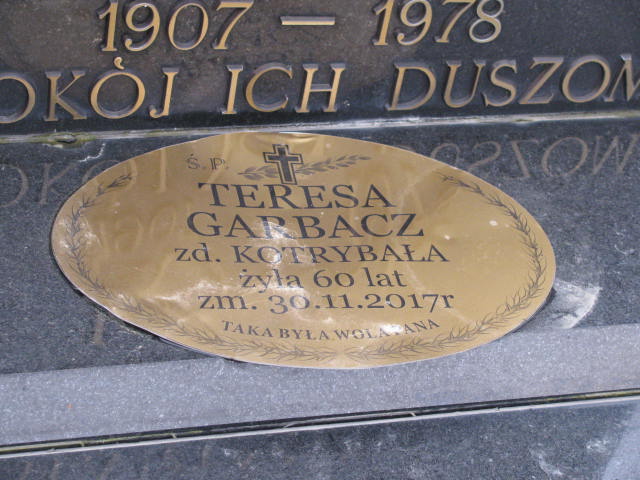 1907 – 1978
POKÓJ ICH DUSZOM
Ś. P.
TERESA
GARBACZ
zd. KOTRYBAŁA
żyła 60 lat
zm. 30.11.2017r
TAKA BYŁA WOLA PANA